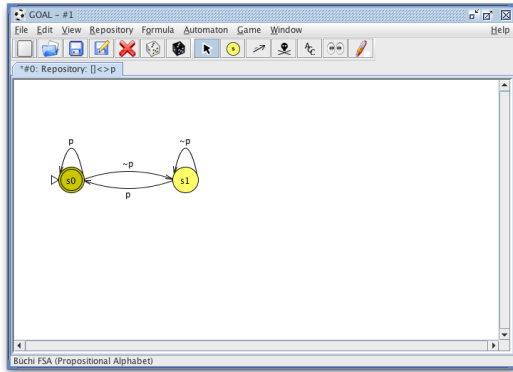 GOAL - #1
File Edit View Repository Formula Automaton Game Window Help
s
*#0: Repository: []<>p
p ~p
~p
s0 s1
p
Büchi FSA (Propositional Alphabet)